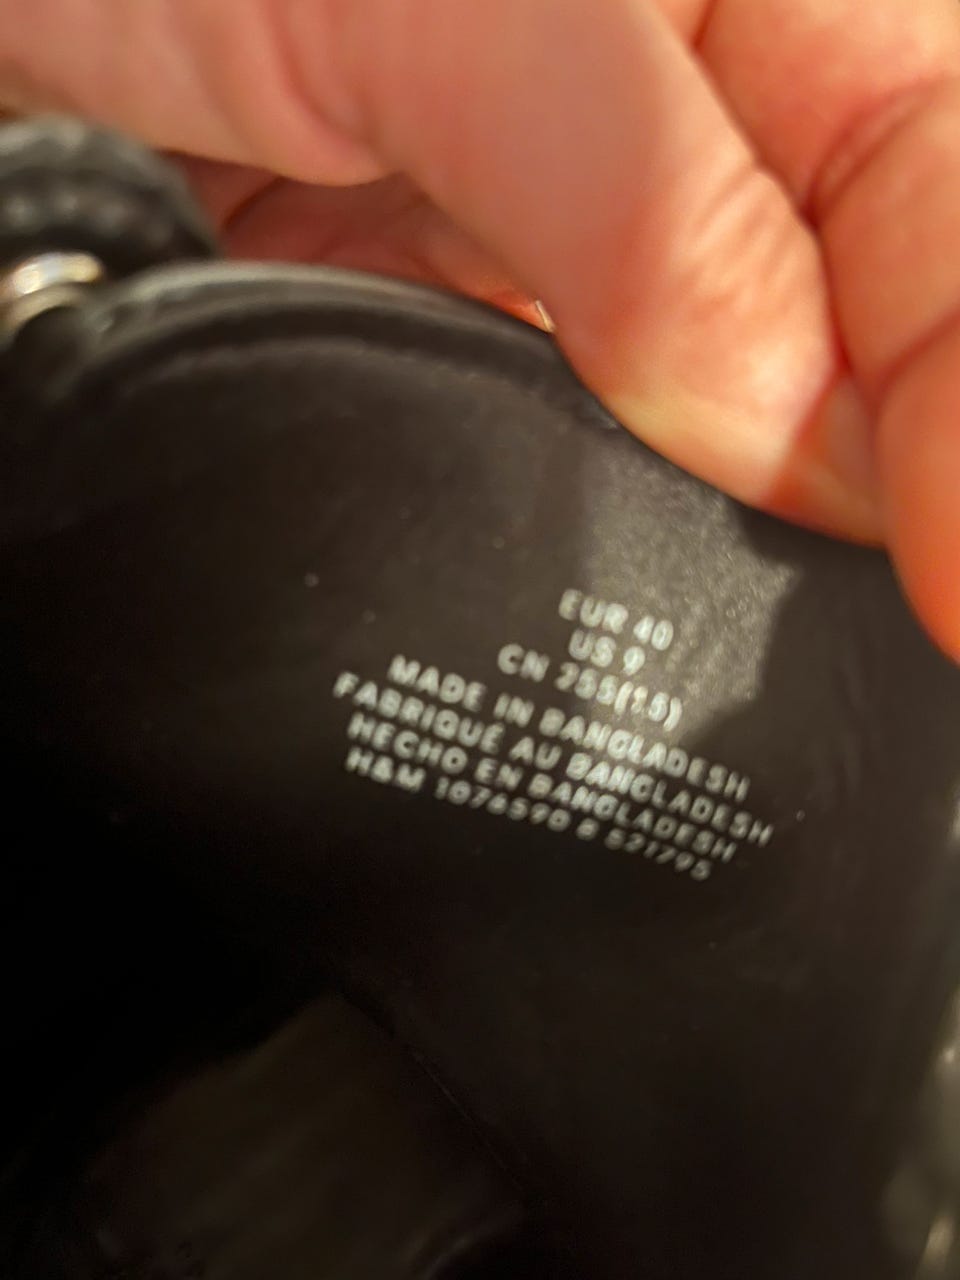 EUR 40
US 9
CN 255(1.5)
MADE IN BANGLADESH
FABRIQUÉ AU BANGLADESH
HECHO EN BANGLADESH
H&M 1076590 6 521795